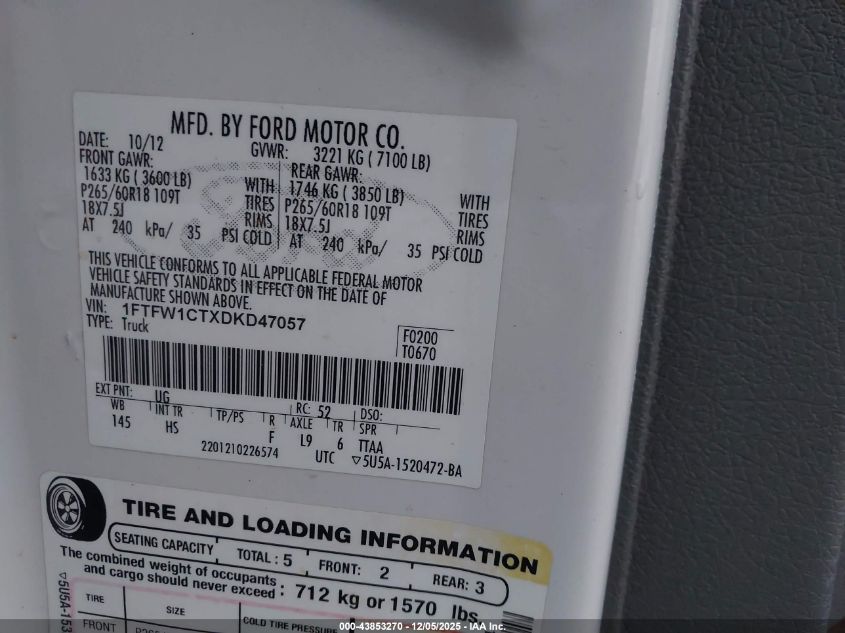 MFD. BY FORD MOTOR CO.
DATE: 10/12 GVWR: 3221 KG ( 7100 LB)
FRONT GAWR: REAR GAWR:
1633 KG ( 3600 LB) WITH 1746 KG ( 3850 LB) WITH
P265/60R18 109T TIRES P265/60R18 109T TIRES
18X7.5J RIMS 18X7.5J RIMS
AT 240 kPa/ 35 PSI COLD AT 240 kPa/ 35 PSI COLD
THIS VEHICLE CONFORMS TO ALL APPLICABLE FEDERAL MOTOR
VEHICLE SAFETY STANDARDS IN EFFECT ON THE DATE OF
MANUFACTURE SHOWN ABOVE.
VIN: 1FTFW1CTXDKD47057
TYPE: Truck F0200
T0670
EXT PNT: UG RC: 52 DSO:
WB INT TR TP/PS R AXLE TR SPR
145 HS F L9 6 TTAA
2201210226574 UTC ▽5U5A-1520472-BA
TIRE AND LOADING INFORMATION
SEATING CAPACITY TOTAL : 5 FRONT: 2 REAR: 3
The combined weight of occupants
and cargo should never exceed : 712 kg or 1570 lbs.
▽5U5A-153
TIRE SIZE COLD TIRE PRESSURE
FRONT
000-43853270 - 12/05/2025 - IAA Inc.